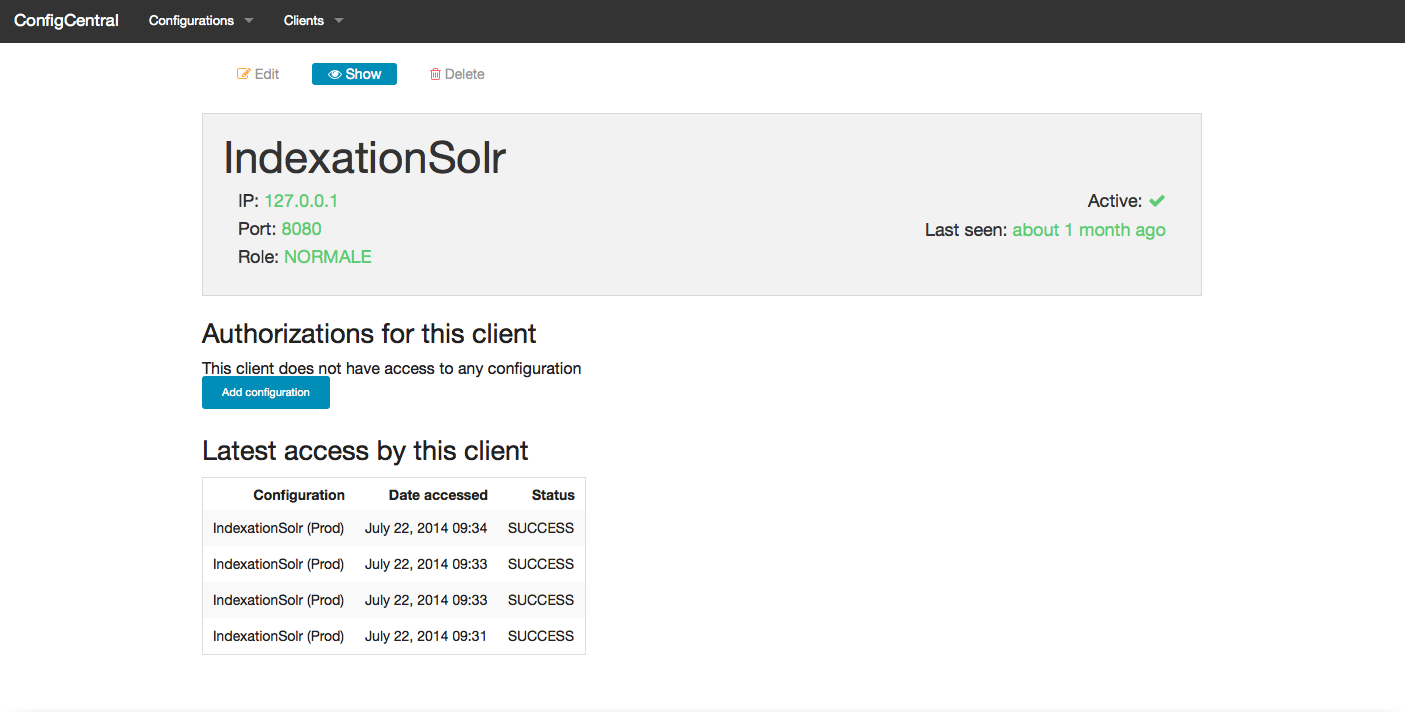 ConfigCentral Configurations Clients
Edit Show Delete
IndexationSolr
IP: 127.0.0.1
Port: 8080
Role: NORMALE
Active:
Last seen: about 1 month ago
Authorizations for this client
This client does not have access to any configuration
Add configuration
Latest access by this client
Configuration Date accessed Status
IndexationSolr (Prod) July 22, 2014 09:34 SUCCESS
IndexationSolr (Prod) July 22, 2014 09:33 SUCCESS
IndexationSolr (Prod) July 22, 2014 09:33 SUCCESS
IndexationSolr (Prod) July 22, 2014 09:31 SUCCESS